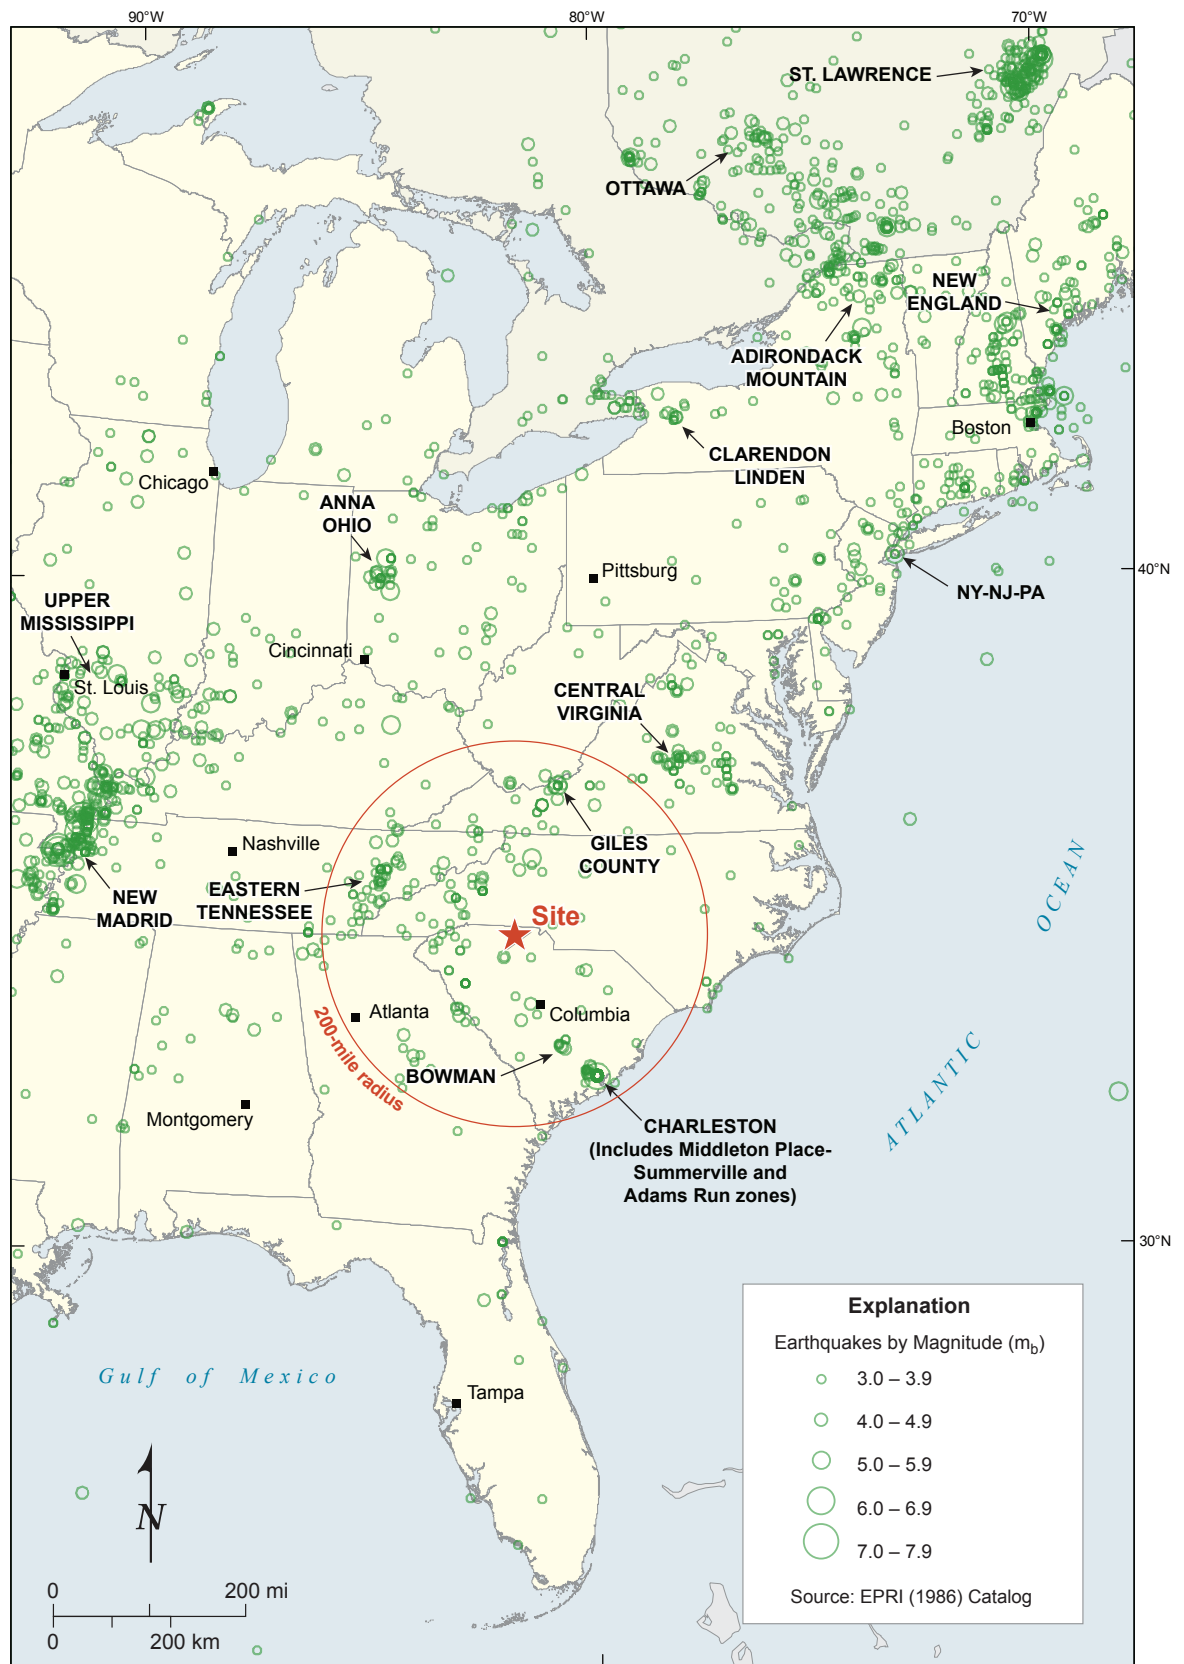 90°W
80°W
70°W
ST. LAWRENCE
OTTAWA
NEW
ENGLAND
ADIRONDACK
MOUNTAIN
Boston
CLARENDON
LINDEN
Chicago
ANNA
OHIO
Pittsburg
40°N
NY-NJ-PA
UPPER
MISSISSIPPI
Cincinnati
St. Louis
CENTRAL
VIRGINIA
Nashville
GILES
COUNTY
EASTERN
TENNESSEE
NEW
MADRID
Site
ATLANTIC OCEAN
Atlanta
Columbia
200-mile radius
BOWMAN
Montgomery
CHARLESTON
(Includes Middleton Place-
Summerville and
Adams Run zones)
30°N
Gulf of Mexico
Tampa
N
0 200 mi
0 200 km
Explanation
Earthquakes by Magnitude (mb)
3.0 – 3.9
4.0 – 4.9
5.0 – 5.9
6.0 – 6.9
7.0 – 7.9
Source: EPRI (1986) Catalog